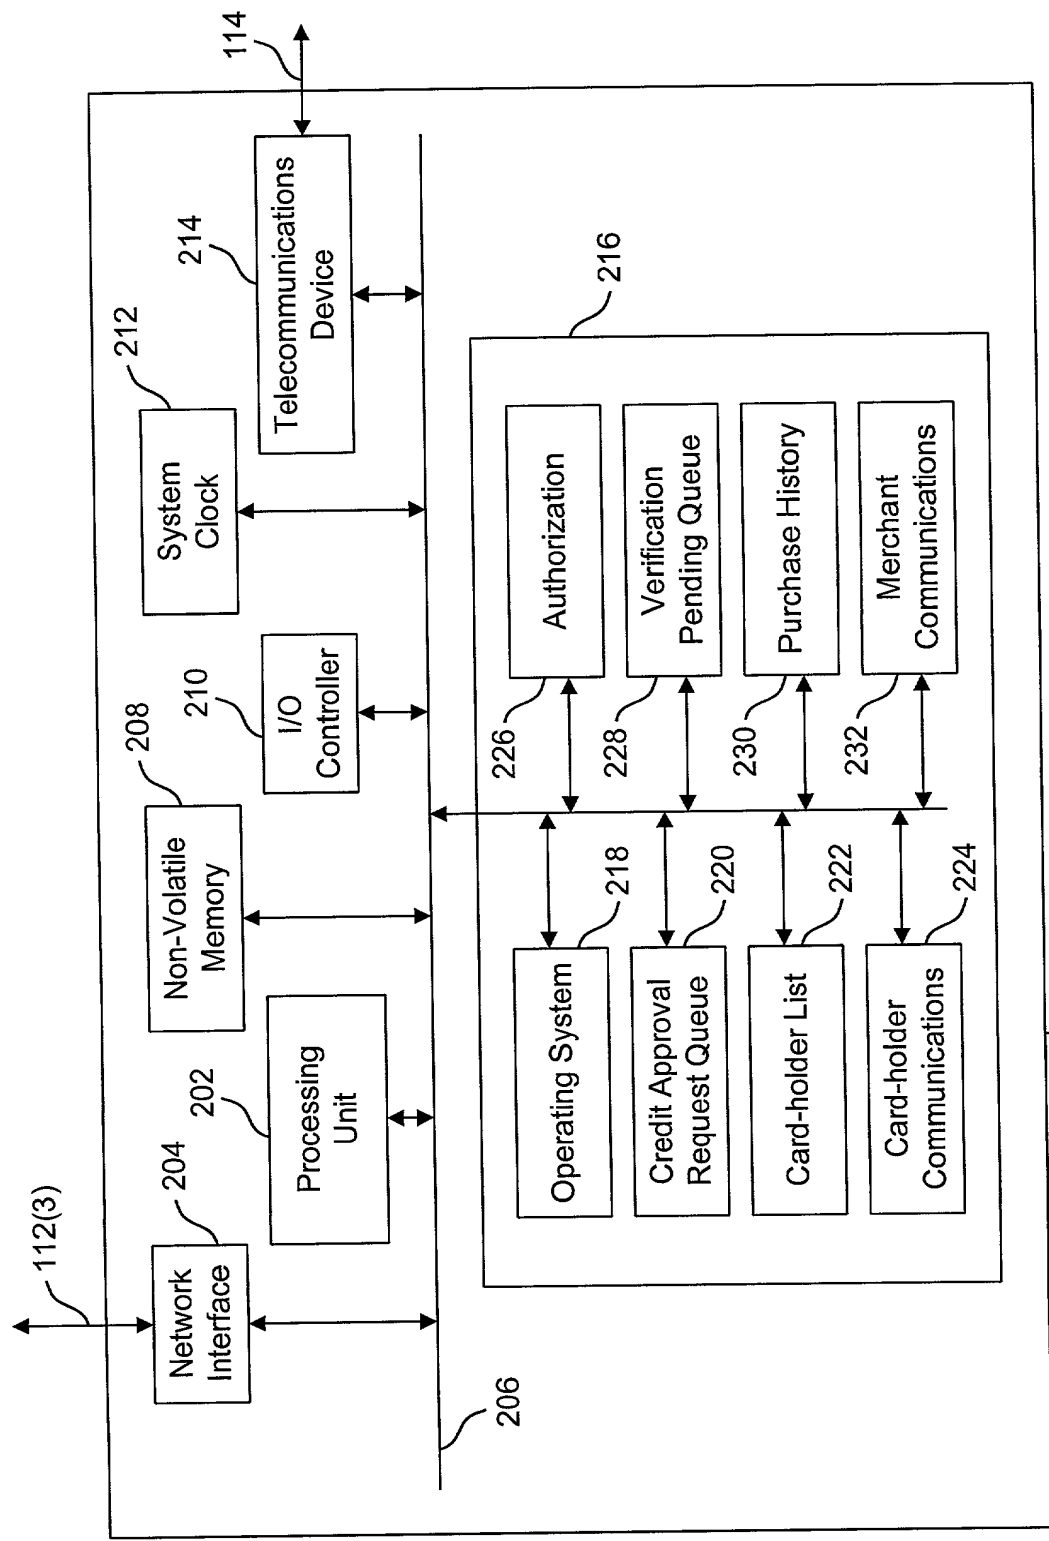 112(3)
204
Network
Interface
202
Processing
Unit
208
Non-Volatile
Memory
210
I/O
Controller
212
System
Clock
214
Telecommunications
Device
114
206
216
Operating System
218
Credit Approval
Request Queue
220
Card-holder List
222
Card-holder
Communications
224
226
Authorization
228
Verification
Pending Queue
230
Purchase History
232
Merchant
Communications